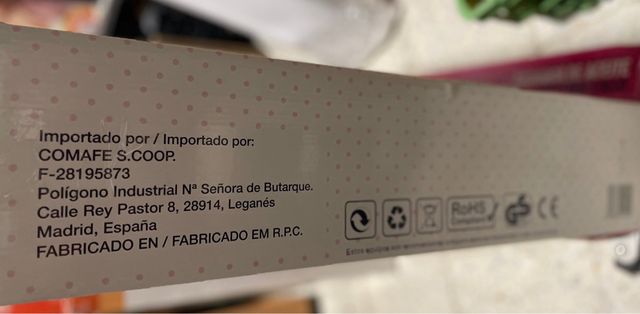 Importado por / Importado por:
COMAFE S.COOP.
F-28195873
Polígono Industrial Nª Señora de Butarque.
Calle Rey Pastor 8, 28914, Leganés
Madrid, España
FABRICADO EN / FABRICADO EM R.P.C.
RoHS
GS CE